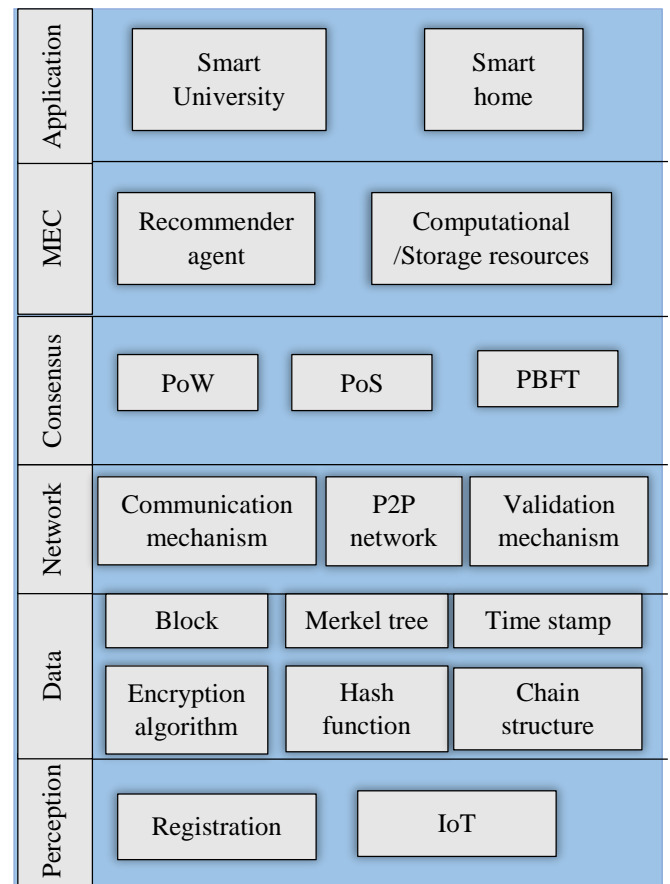 Application
Smart
University
Smart
home
MEC
Recommender
agent
Computational
/Storage resources
Consensus
PoW
PoS
PBFT
Network
Communication
mechanism
P2P
network
Validation
mechanism
Data
Block
Merkel tree
Time stamp
Encryption
algorithm
Hash
function
Chain
structure
Perception
Registration
IoT